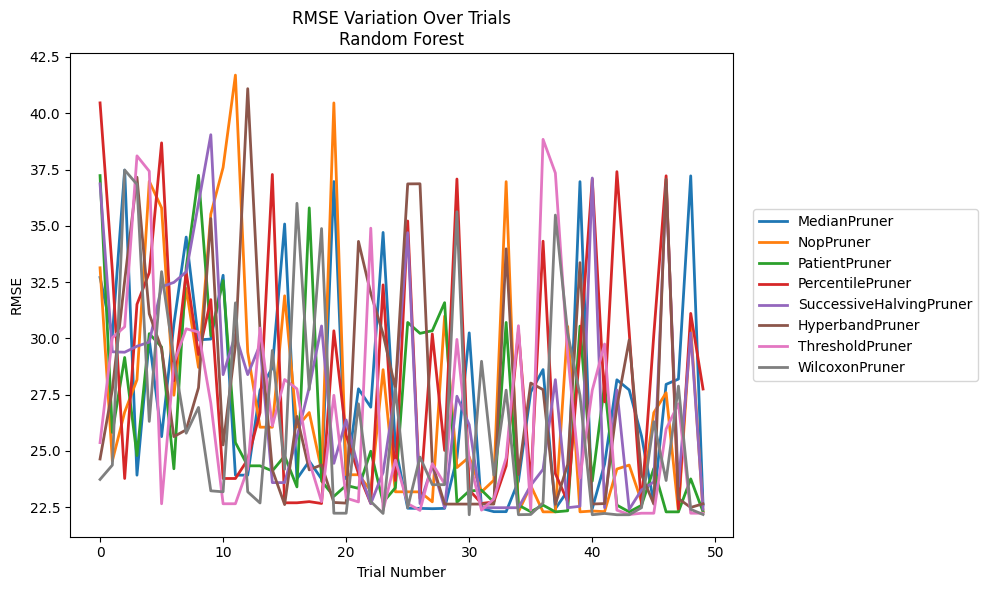 RMSE Variation Over Trials
Random Forest
42.5
40.0
37.5
35.0
32.5
30.0
27.5
25.0
22.5
RMSE
0
10
20
30
40
50
Trial Number
MedianPruner
NopPruner
PatientPruner
PercentilePruner
SuccessiveHalvingPruner
HyperbandPruner
ThresholdPruner
WilcoxonPruner